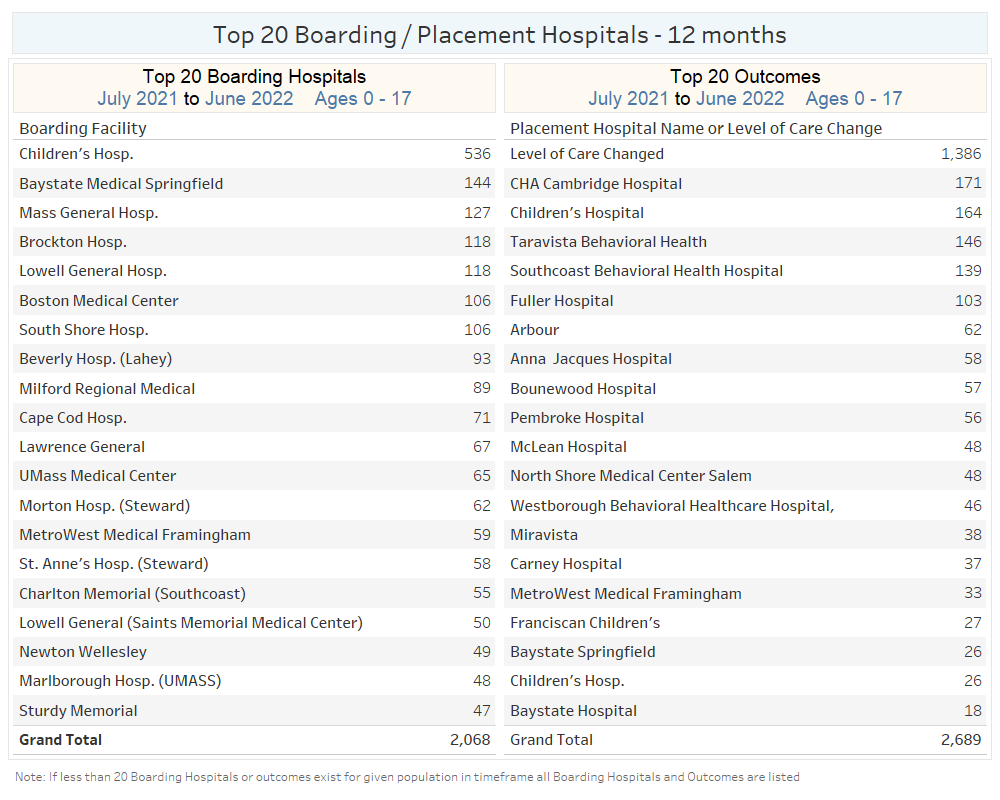 Top 20 Boarding / Placement Hospitals - 12 months
Top 20 Boarding Hospitals
July 2021 to June 2022 Ages 0 - 17
Boarding Facility
Children's Hosp. 536
Baystate Medical Springfield 144
Mass General Hosp. 127
Brockton Hosp. 118
Lowell General Hosp. 118
Boston Medical Center 106
South Shore Hosp. 106
Beverly Hosp. (Lahey) 93
Milford Regional Medical 89
Cape Cod Hosp. 71
Lawrence General 67
UMass Medical Center 65
Morton Hosp. (Steward) 62
MetroWest Medical Framingham 59
St. Anne's Hosp. (Steward) 58
Charlton Memorial (Southcoast) 55
Lowell General (Saints Memorial Medical Center) 50
Newton Wellesley 49
Marlborough Hosp. (UMASS) 48
Sturdy Memorial 47
Grand Total 2,068
Top 20 Outcomes
July 2021 to June 2022 Ages 0 - 17
Placement Hospital Name or Level of Care Change
Level of Care Changed 1,386
CHA Cambridge Hospital 171
Children's Hospital 164
Taravista Behavioral Health 146
Southcoast Behavioral Health Hospital 139
Fuller Hospital 103
Arbour 62
Anna  Jacques Hospital 58
Bounewood Hospital 57
Pembroke Hospital 56
McLean Hospital 48
North Shore Medical Center Salem 48
Westborough Behavioral Healthcare Hospital, 46
Miravista 38
Carney Hospital 37
MetroWest Medical Framingham 33
Franciscan Children's 27
Baystate Springfield 26
Children's Hosp. 26
Baystate Hospital 18
Grand Total 2,689
Note: If less than 20 Boarding Hospitals or outcomes exist for given population in timeframe all Boarding Hospitals and Outcomes are listed